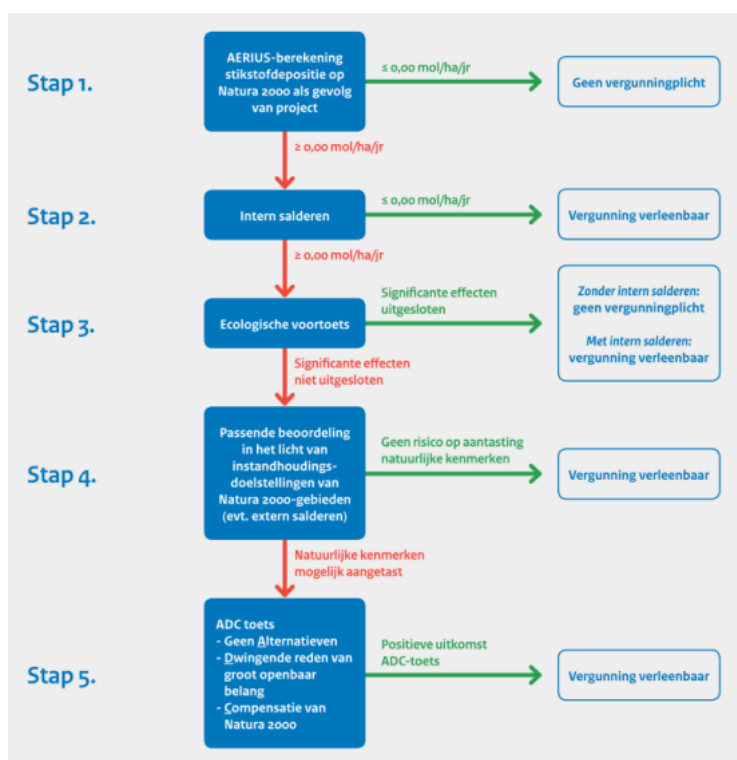 Stap 1.
AERIUS-berekening
stikstofdepositie op
Natura 2000 als gevolg
van project
≤ 0,00 mol/ha/jr
Geen vergunningplicht
≥ 0,00 mol/ha/jr
Stap 2.
Intern salderen
≤ 0,00 mol/ha/jr
Vergunning verleenbaar
≥ 0,00 mol/ha/jr
Stap 3.
Ecologische voortoets
Significante effecten
uitgesloten
Zonder intern salderen:
geen vergunningplicht
Met intern salderen:
vergunning verleenbaar
Significante effecten
niet uitgesloten
Stap 4.
Passende beoordeling
in het licht van
instandhoudings-
doelstellingen van
Natura 2000-gebieden
(evt. extern salderen)
Geen risico op aantasting
natuurlijke kenmerken
Vergunning verleenbaar
Natuurlijke kenmerken
mogelijk aangetast
Stap 5.
ADC toets
- Geen Alternatieven
- Dwingende reden van
groot openbaar
belang
- Compensatie van
Natura 2000
Positieve uitkomst
ADC-toets
Vergunning verleenbaar